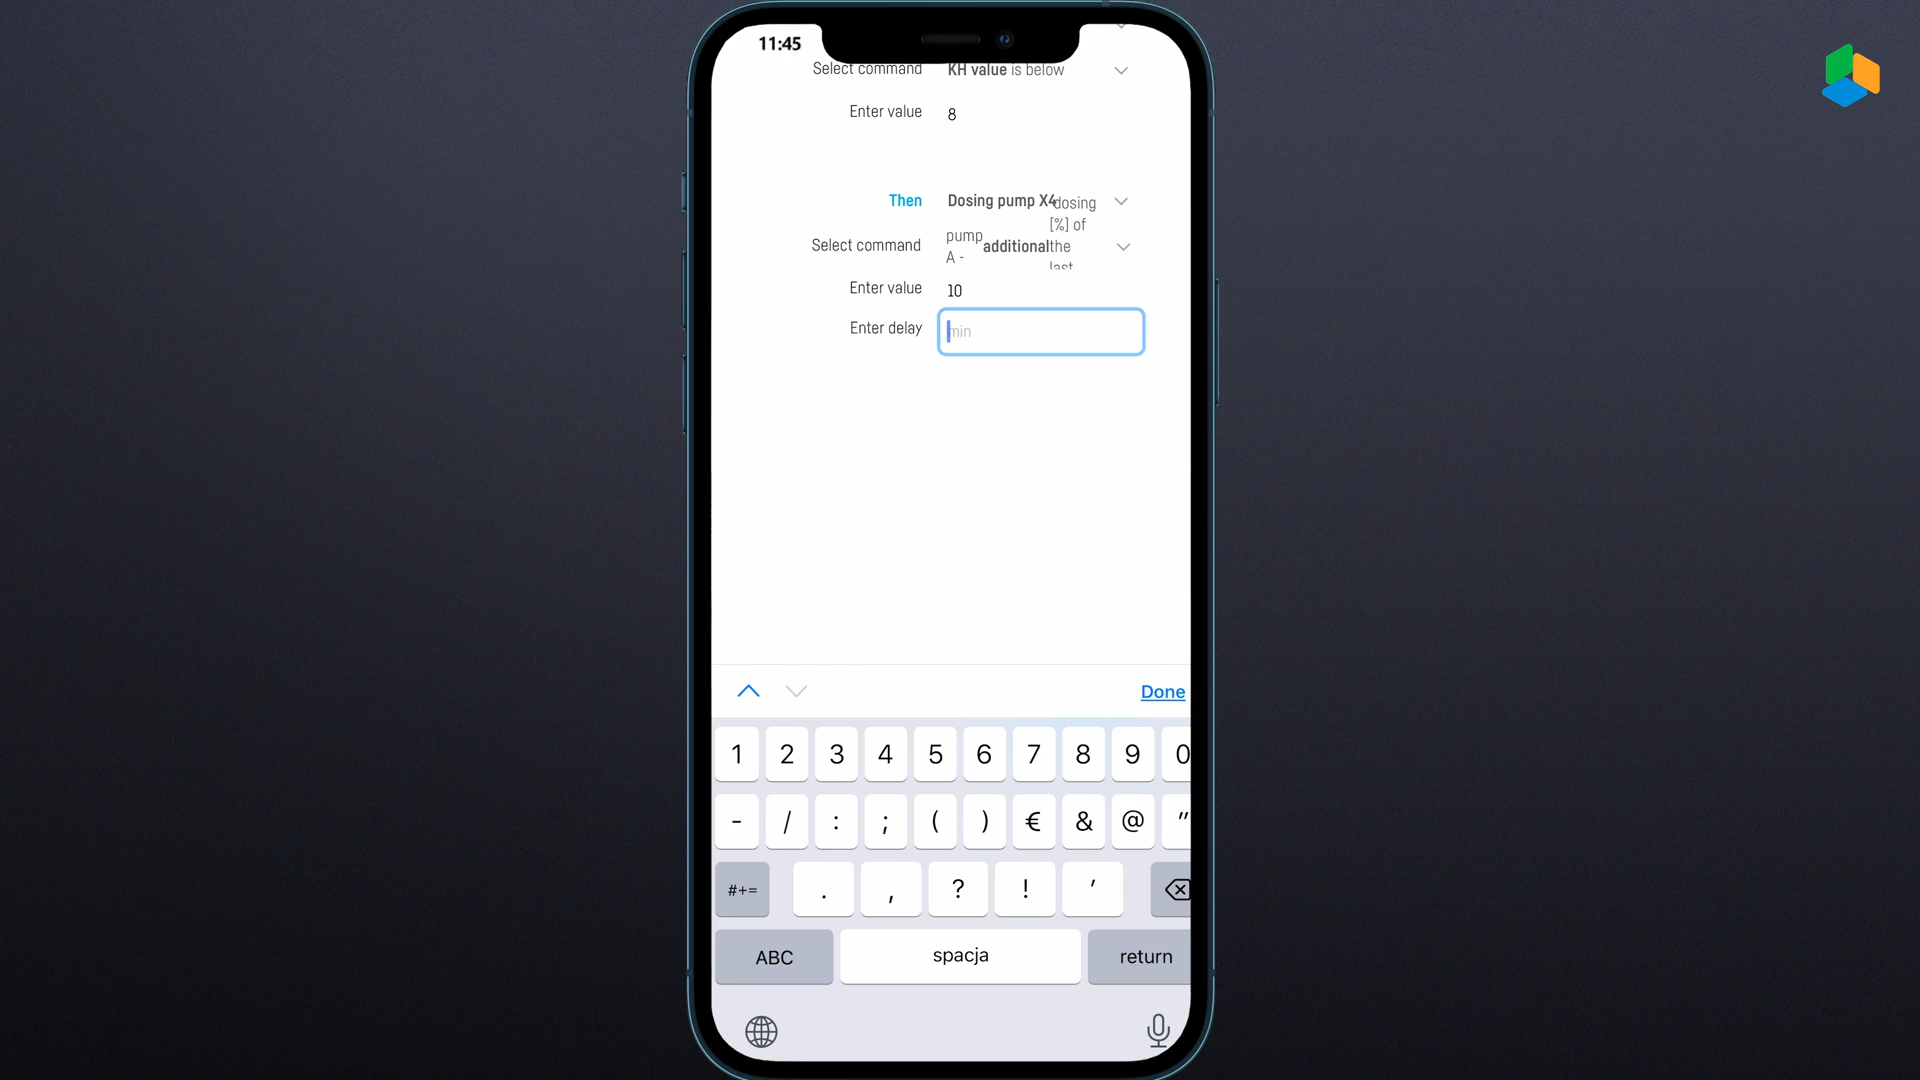 11:45
Select command KH value is below
Enter value 8
Then Dosing pump X4
Select command pump A - additional dosing [%] of the last
Enter value 10
Enter delay min
Done
1 2 3 4 5 6 7 8 9 0
- / : ; ( ) € & @ "
#+= . , ? ! '
ABC spacja return